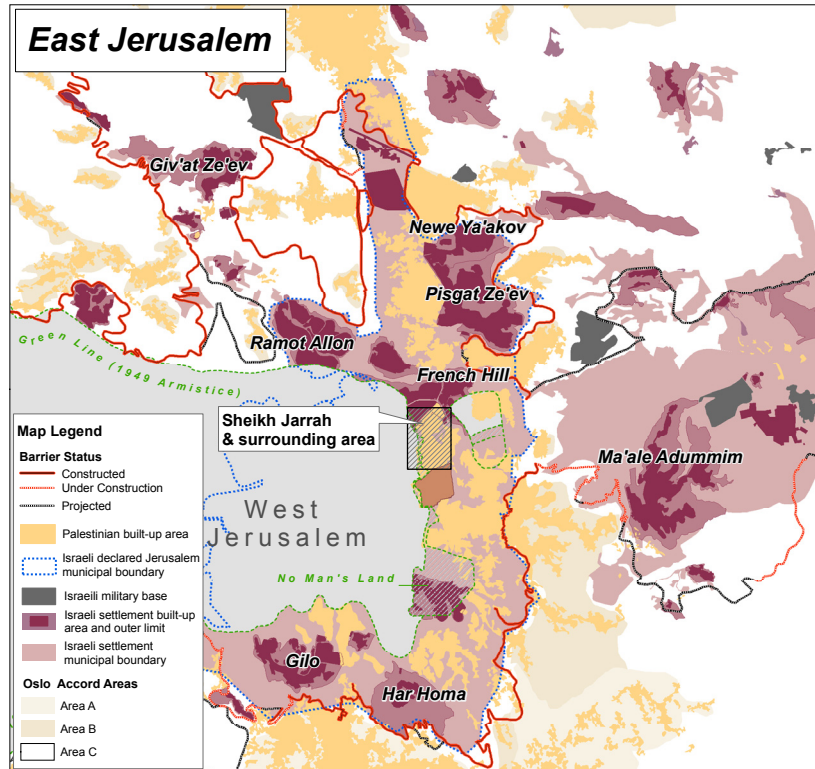 East Jerusalem
Giv'at Ze'ev
Newe Ya'akov
Pisgat Ze'ev
Ramot Allon
Green Line (1949 Armistice)
French Hill
Sheikh Jarrah
& surrounding area
Ma'ale Adummim
West
Jerusalem
No Man's Land
Gilo
Har Homa
Map Legend
Barrier Status
Constructed
Under Construction
Projected
Palestinian built-up area
Israeli declared Jerusalem
municipal boundary
Israeili military base
Israeli settlement built-up
area and outer limit
Israeli settlement
municipal boundary
Oslo Accord Areas
Area A
Area B
Area C